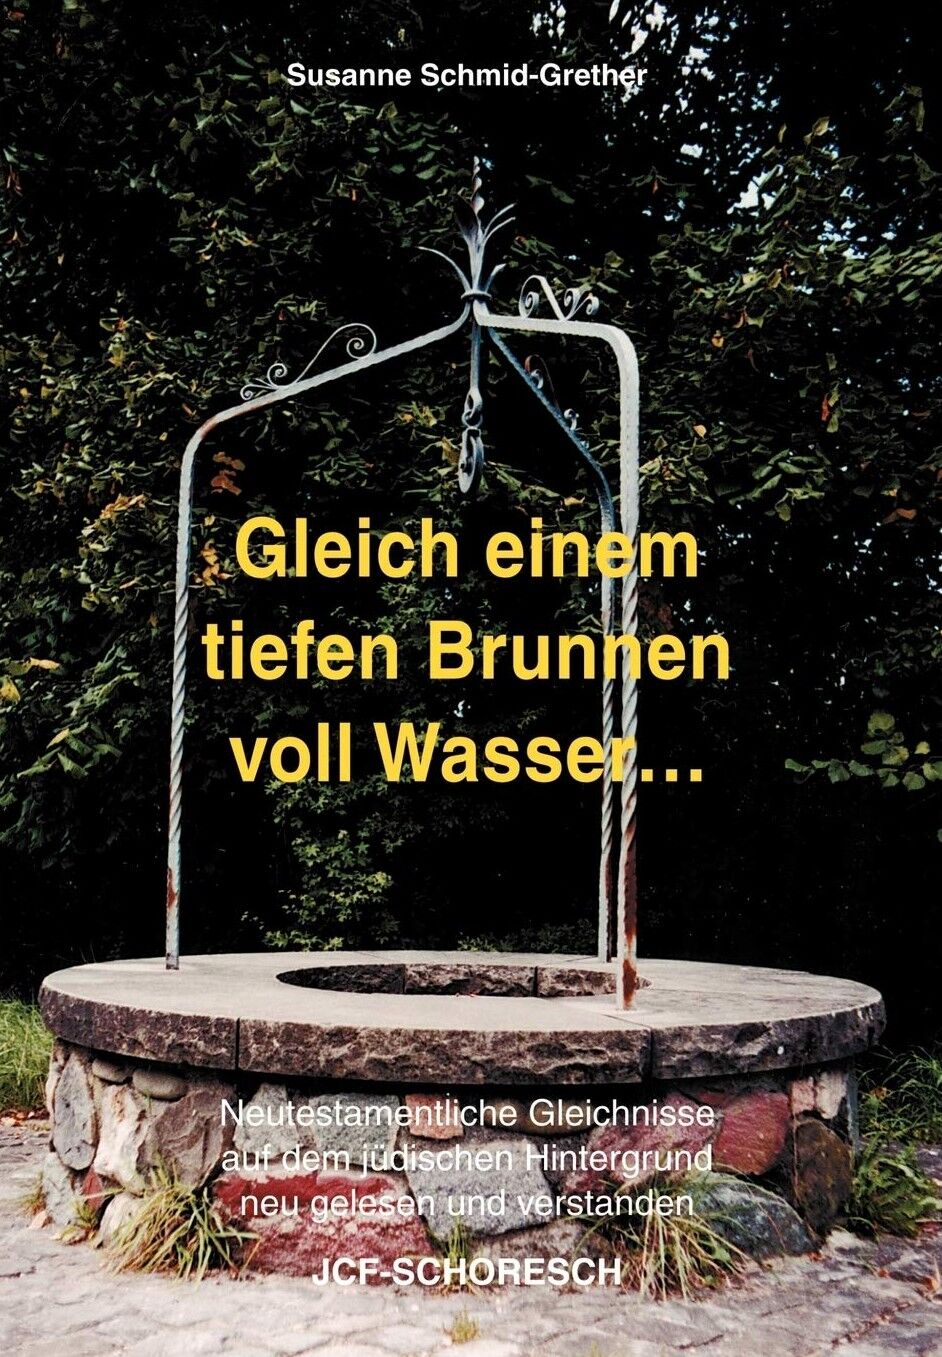 Susanne Schmid-Grether
Gleich einem
tiefen Brunnen
voll Wasser...
Neutestamentliche Gleichnisse
auf dem jüdischen Hintergrund
neu gelesen und verstanden
JCF-SCHORESCH